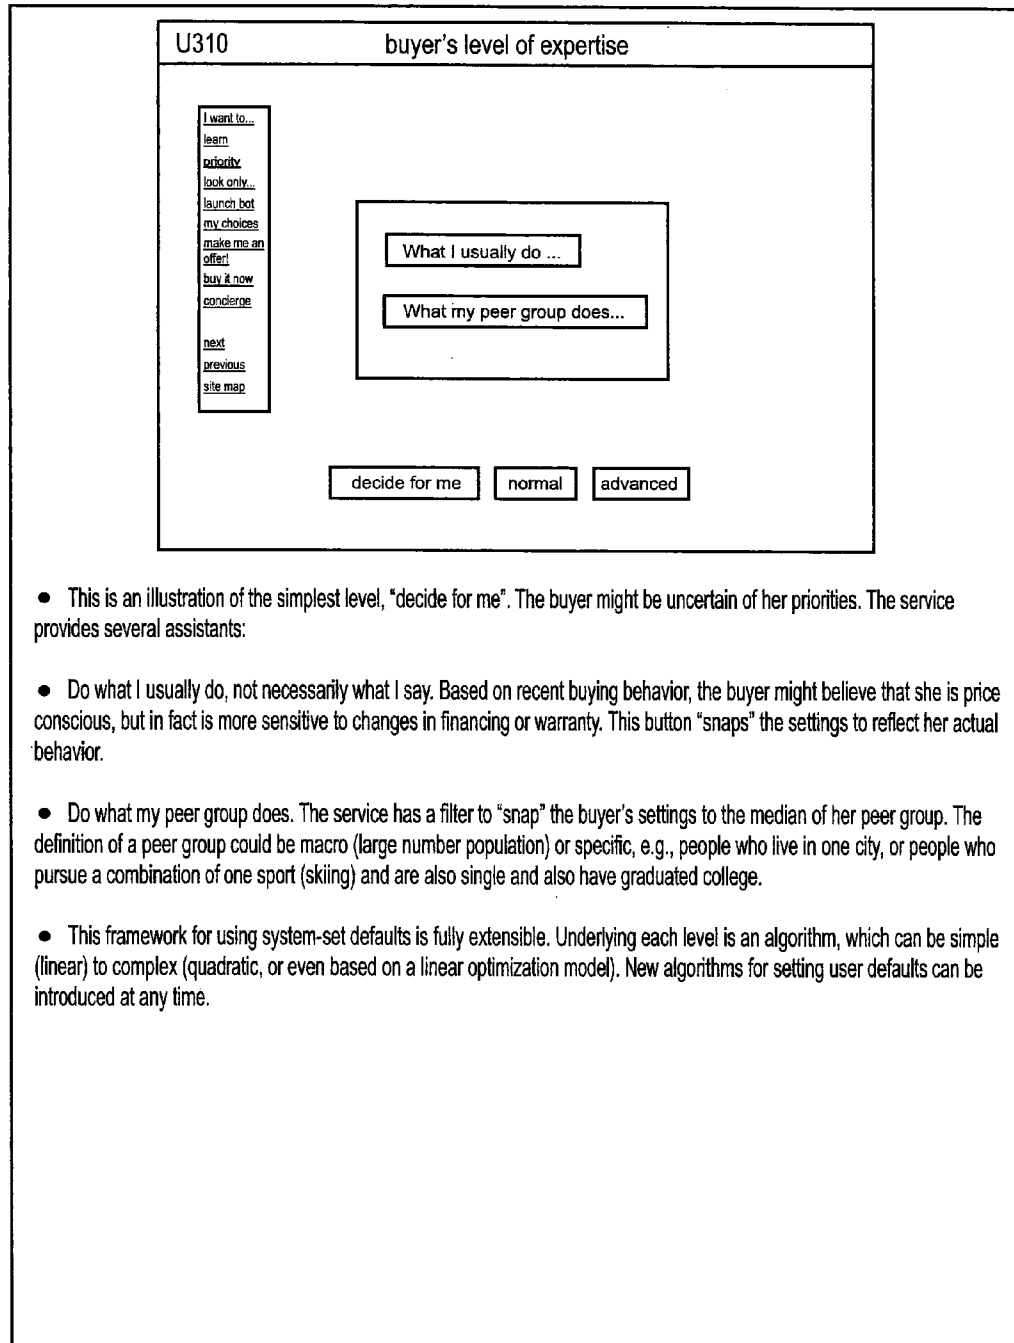 U310 buyer's level of expertise
I want to...
learn
priority
look only...
launch bot
my choices
make me an
offer!
buy it now
concierge
next
previous
site map
What I usually do ...
What my peer group does...
decide for me normal advanced
● This is an illustration of the simplest level, "decide for me". The buyer might be uncertain of her priorities. The service
provides several assistants:
● Do what I usually do, not necessarily what I say. Based on recent buying behavior, the buyer might believe that she is price
conscious, but in fact is more sensitive to changes in financing or warranty. This button "snaps" the settings to reflect her actual
behavior.
● Do what my peer group does. The service has a filter to "snap" the buyer's settings to the median of her peer group. The
definition of a peer group could be macro (large number population) or specific, e.g., people who live in one city, or people who
pursue a combination of one sport (skiing) and are also single and also have graduated college.
● This framework for using system-set defaults is fully extensible. Underlying each level is an algorithm, which can be simple
(linear) to complex (quadratic, or even based on a linear optimization model). New algorithms for setting user defaults can be
introduced at any time.